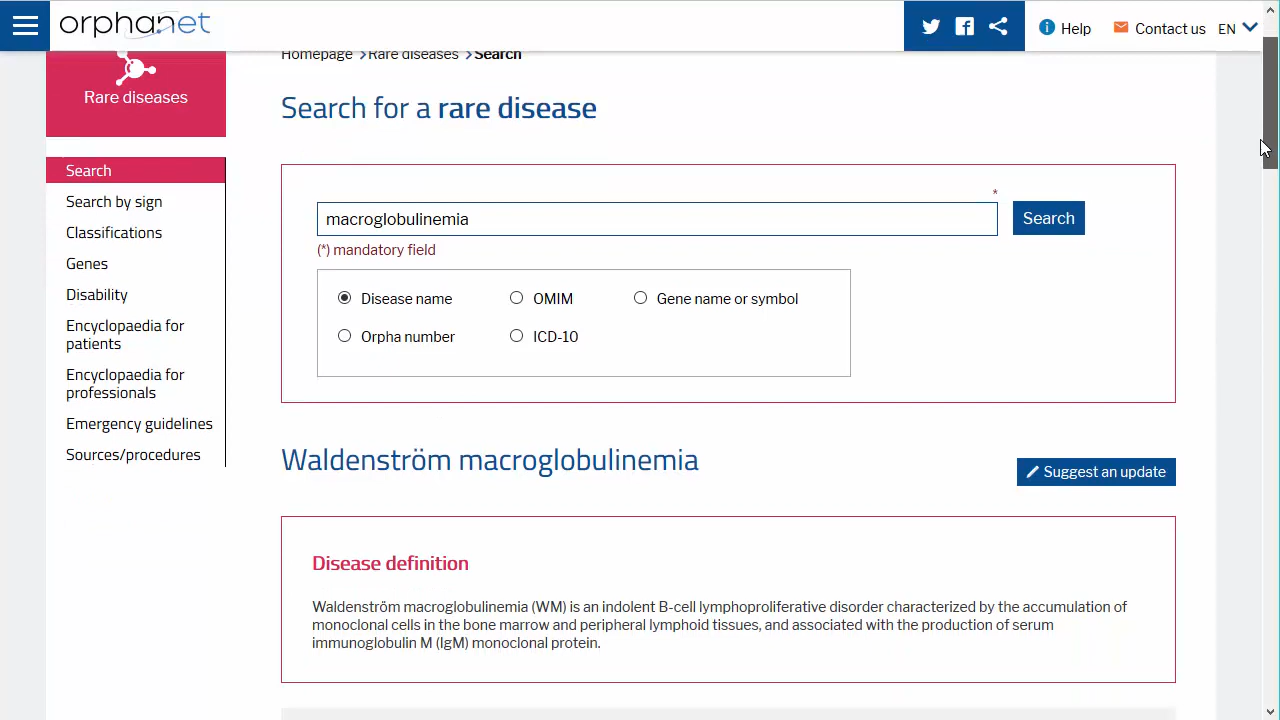 orphanet
Help
Contact us
EN
Homepage
Rare diseases
Search
Rare diseases
Search for a rare disease
Search
Search by sign
Classifications
Genes
Disability
Encyclopaedia for
patients
Encyclopaedia for
professionals
Emergency guidelines
Sources/procedures
*
macroglobulinemia
Search
(*) mandatory field
Disease name
OMIM
Gene name or symbol
Orpha number
ICD-10
Waldenström macroglobulinemia
Suggest an update
Disease definition
Waldenström macroglobulinemia (WM) is an indolent B-cell lymphoproliferative disorder characterized by the accumulation of
monoclonal cells in the bone marrow and peripheral lymphoid tissues, and associated with the production of serum
immunoglobulin M (IgM) monoclonal protein.